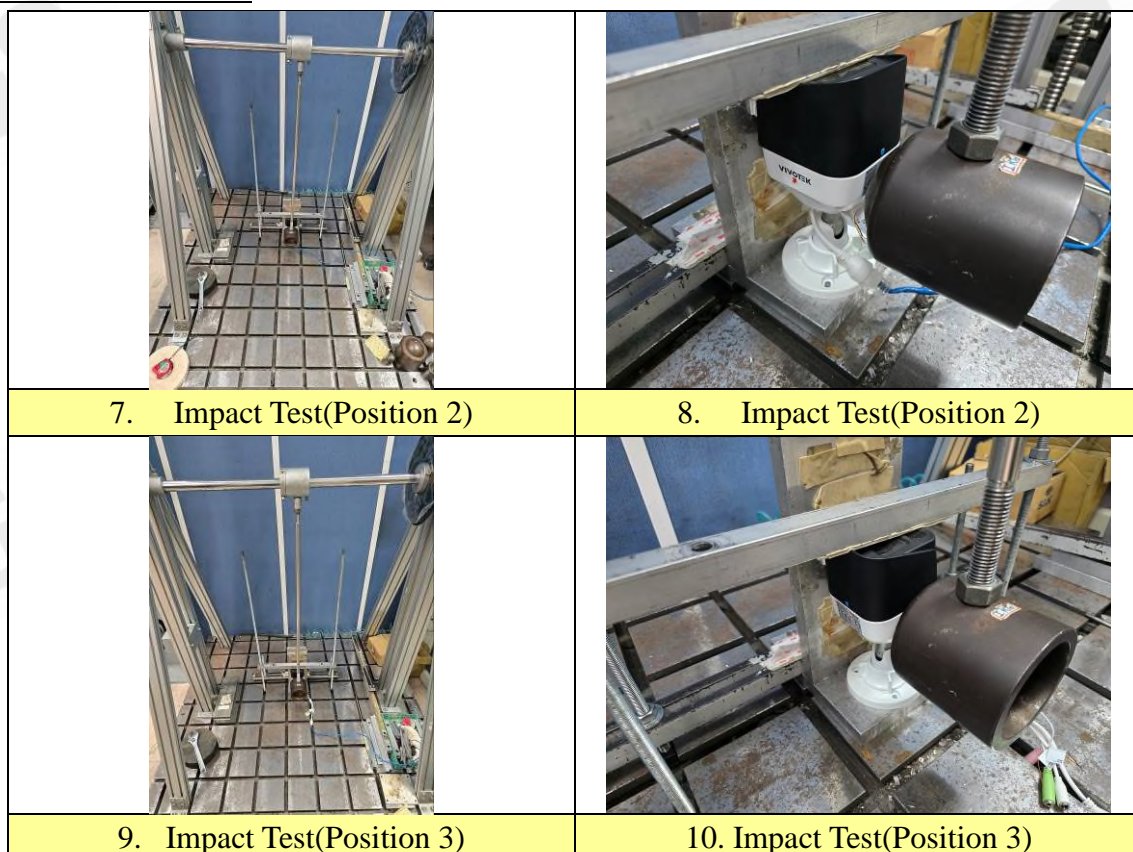 VIVOTEK
7. Impact Test(Position 2)
8. Impact Test(Position 2)
9. Impact Test(Position 3)
10. Impact Test(Position 3)